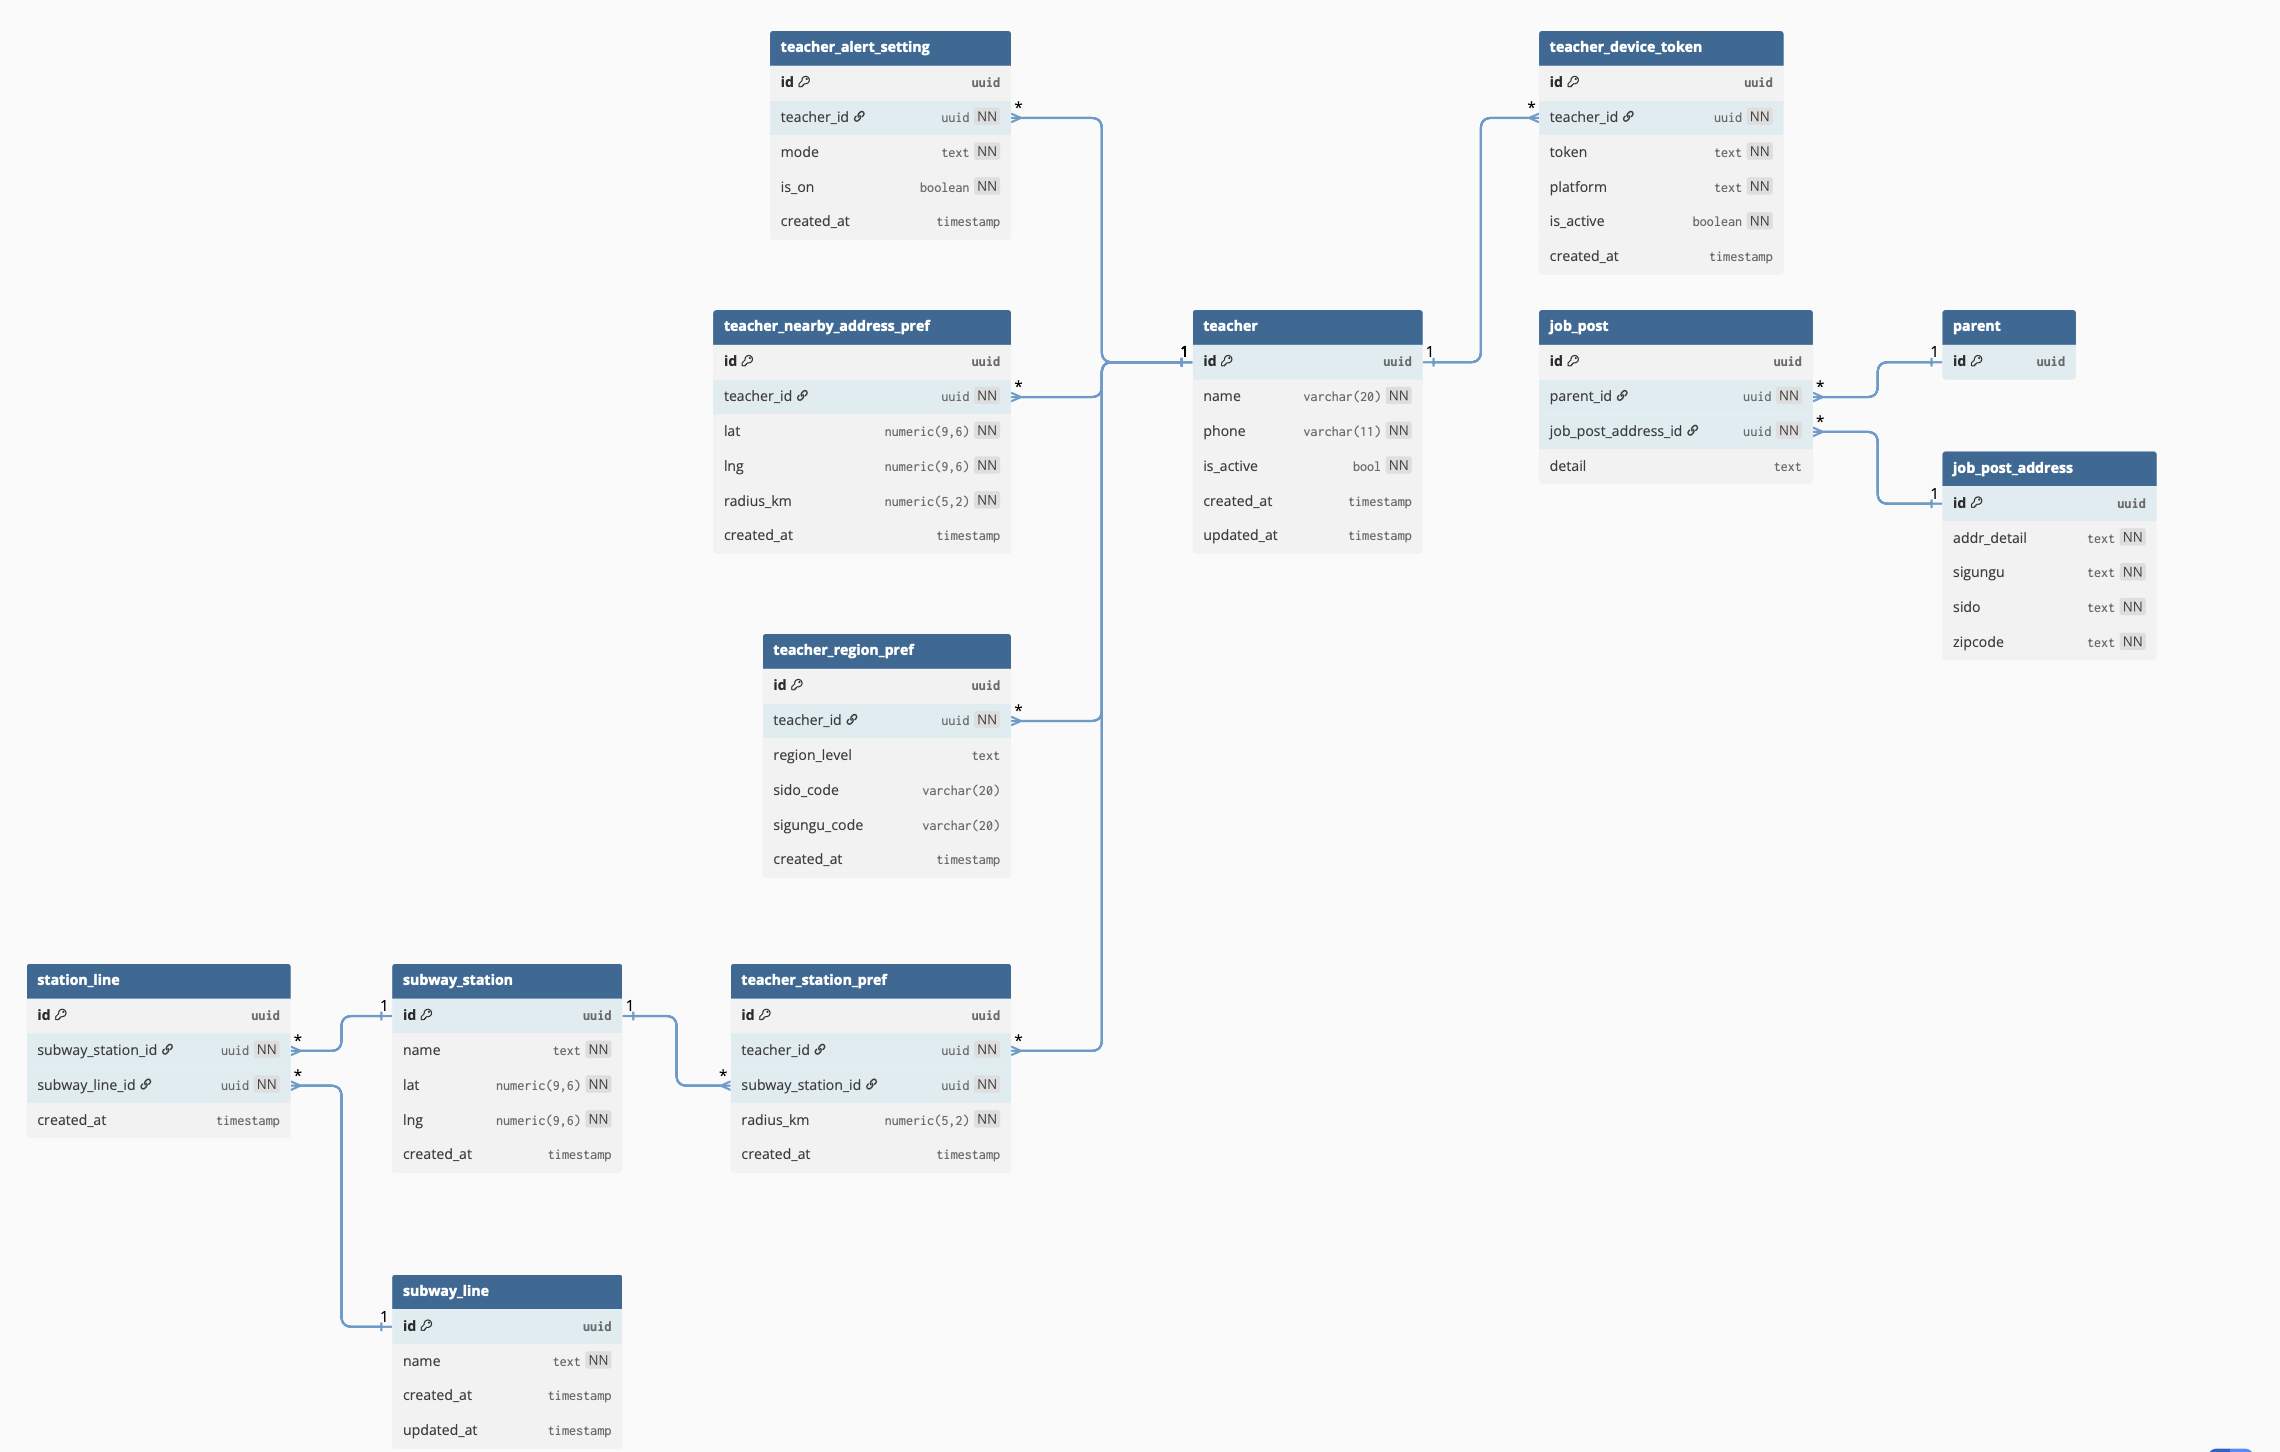 teacher_alert_setting
id uuid
teacher_id uuid NN
mode text NN
is_on boolean NN
created_at timestamp
*
teacher_device_token
id uuid
teacher_id uuid NN
token text NN
platform text NN
is_active boolean NN
created_at timestamp
*
teacher_nearby_address_pref
id uuid
teacher_id uuid NN
lat numeric(9,6) NN
lng numeric(9,6) NN
radius_km numeric(5,2) NN
created_at timestamp
*
1
teacher
id uuid
name varchar(20) NN
phone varchar(11) NN
is_active bool NN
created_at timestamp
updated_at timestamp
1
job_post
id uuid
parent_id uuid NN
job_post_address_id uuid NN
detail text
*
*
1
parent
id uuid
1
job_post_address
id uuid
addr_detail text NN
sigungu text NN
sido text NN
zipcode text NN
teacher_region_pref
id uuid
teacher_id uuid NN
region_level text
sido_code varchar(20)
sigungu_code varchar(20)
created_at timestamp
*
station_line
id uuid
subway_station_id uuid NN
subway_line_id uuid NN
created_at timestamp
*
*
1
subway_station
id uuid
name text NN
lat numeric(9,6) NN
lng numeric(9,6) NN
created_at timestamp
1
*
teacher_station_pref
id uuid
teacher_id uuid NN
subway_station_id uuid NN
radius_km numeric(5,2) NN
created_at timestamp
*
1
subway_line
id uuid
name text NN
created_at timestamp
updated_at timestamp